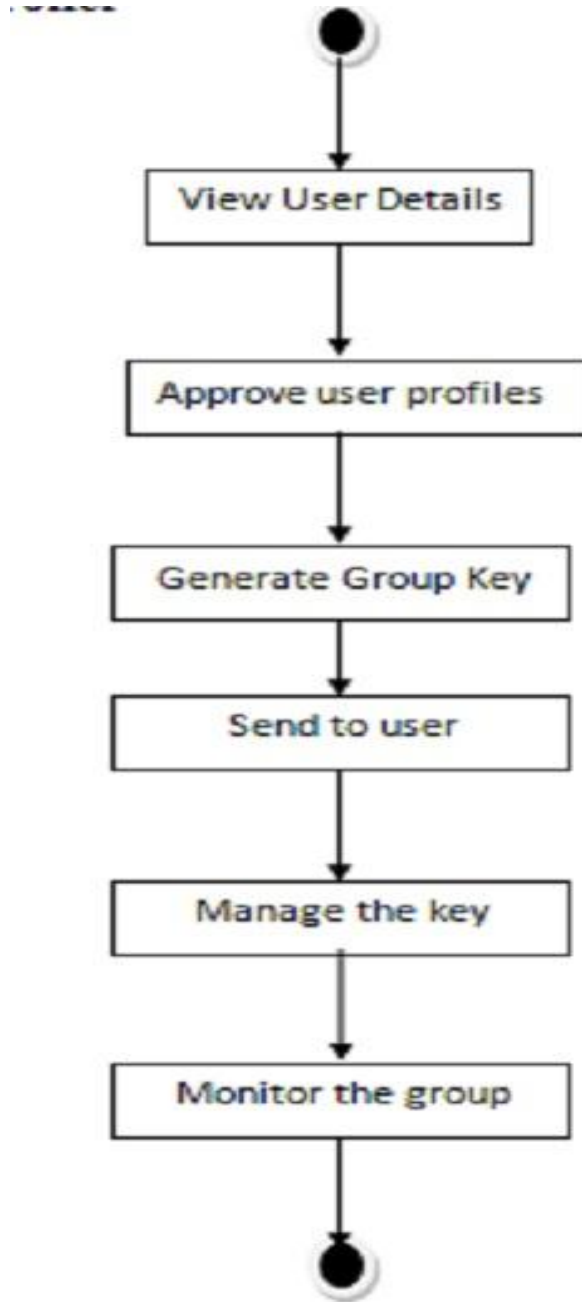 View User Details
Approve user profiles
Generate Group Key
Send to user
Manage the key
Monitor the group